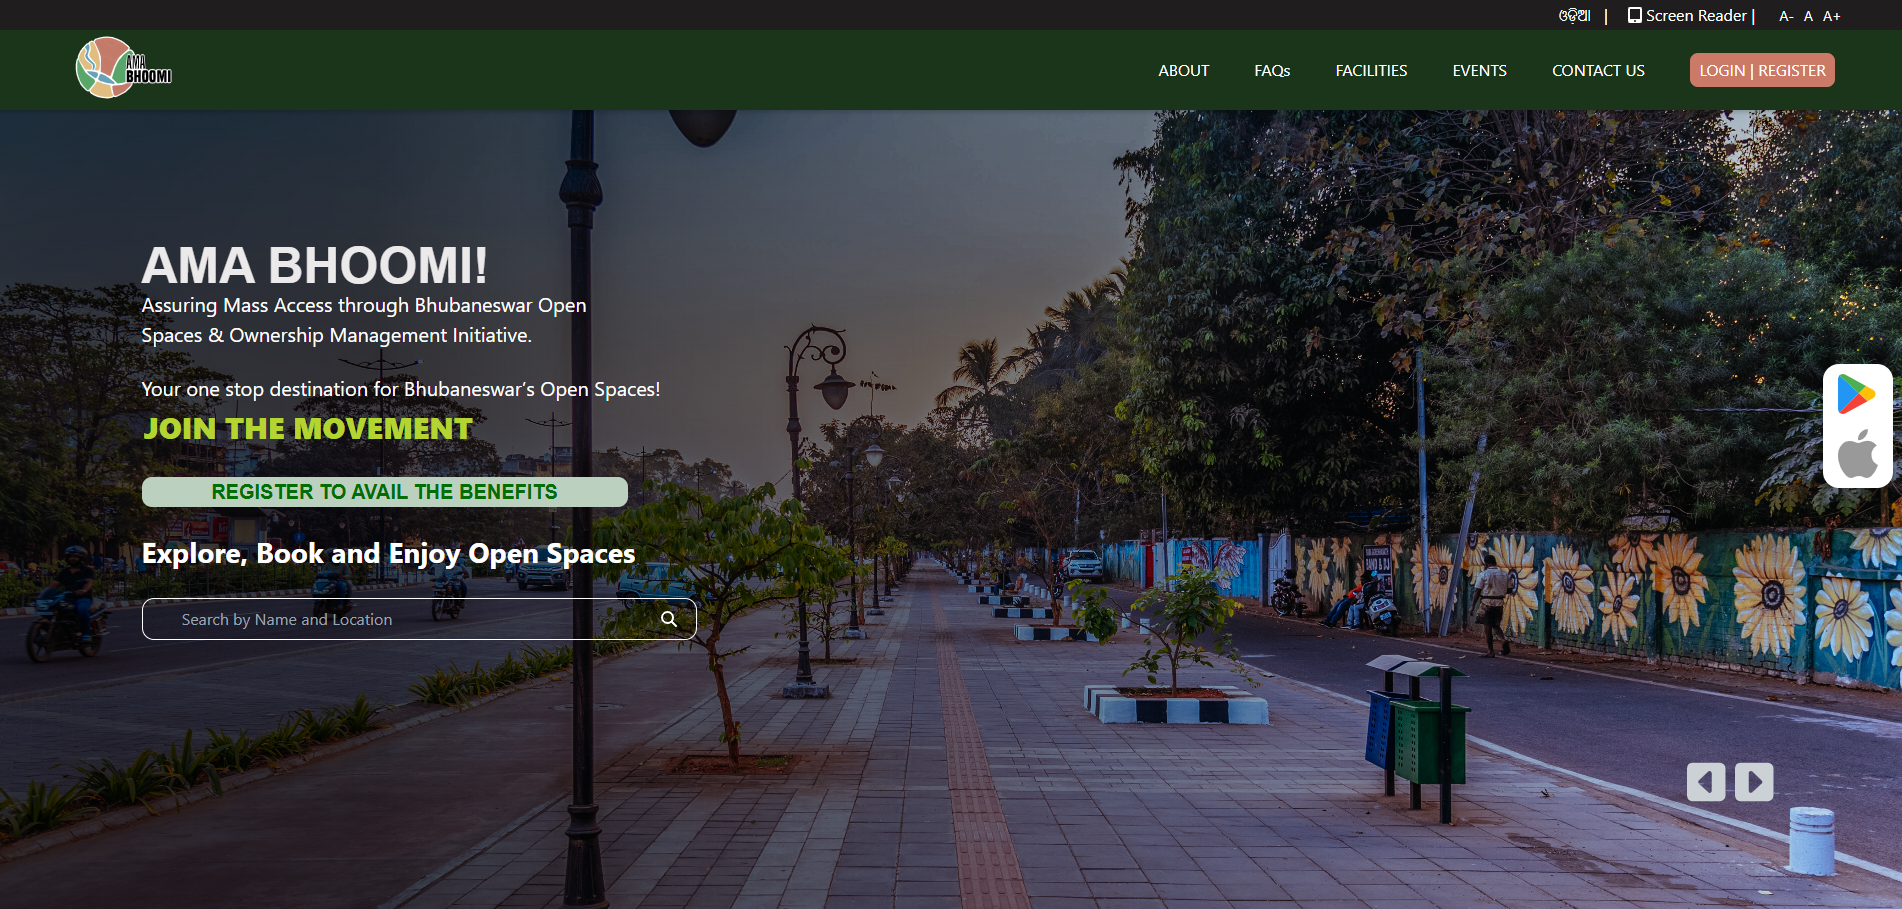 ଓଡ଼ିଆ | Screen Reader | A- A A+
AMA
BHOOMI
ABOUT FAQs FACILITIES EVENTS CONTACT US LOGIN | REGISTER
AMA BHOOMI!
Assuring Mass Access through Bhubaneswar Open
Spaces & Ownership Management Initiative.
Your one stop destination for Bhubaneswar’s Open Spaces!
JOIN THE MOVEMENT
REGISTER TO AVAIL THE BENEFITS
Explore, Book and Enjoy Open Spaces
Search by Name and Location
BAND & DJ